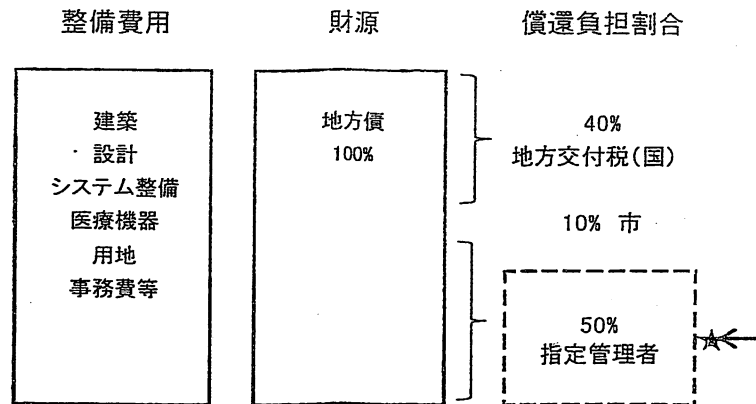 整備費用
財源
償還負担割合
建築
・設計
システム整備
医療機器
用地
事務費等
地方債
100%
40%
地方交付税(国)
10% 市
50%
指定管理者